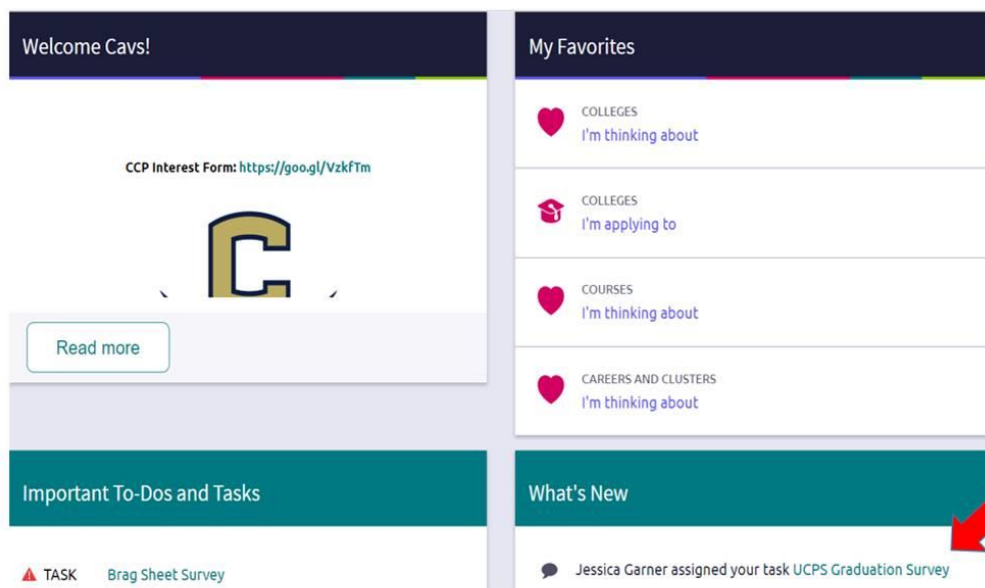 Welcome Cavs!
CCP Interest Form: https://goo.gl/VzkfTm
C
Read more
My Favorites
COLLEGES
I'm thinking about
COLLEGES
I'm applying to
COURSES
I'm thinking about
CAREERS AND CLUSTERS
I'm thinking about
Important To-Dos and Tasks
TASK Brag Sheet Survey
What's New
Jessica Garner assigned your task UCPS Graduation Survey